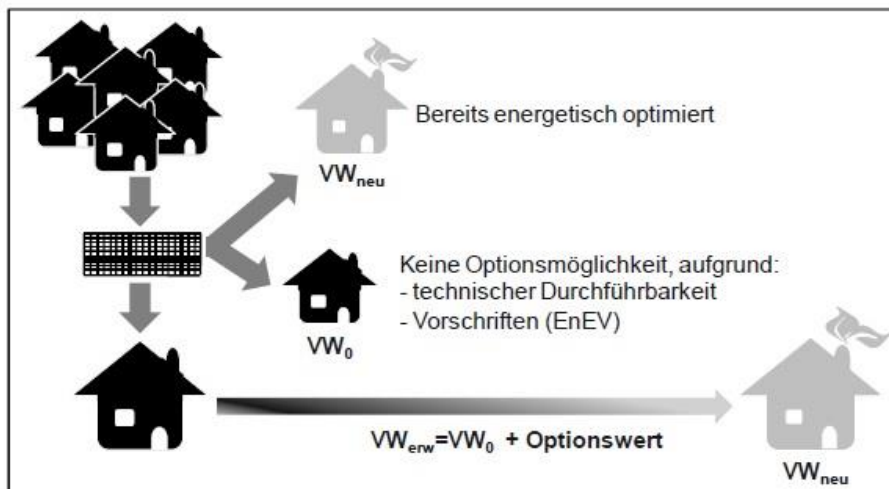 Bereits energetisch optimiert
VWneu
Keine Optionsmöglichkeit, aufgrund:
- technischer Durchführbarkeit
- Vorschriften (EnEV)
VW0
VWerw=VW0 + Optionswert
VWneu